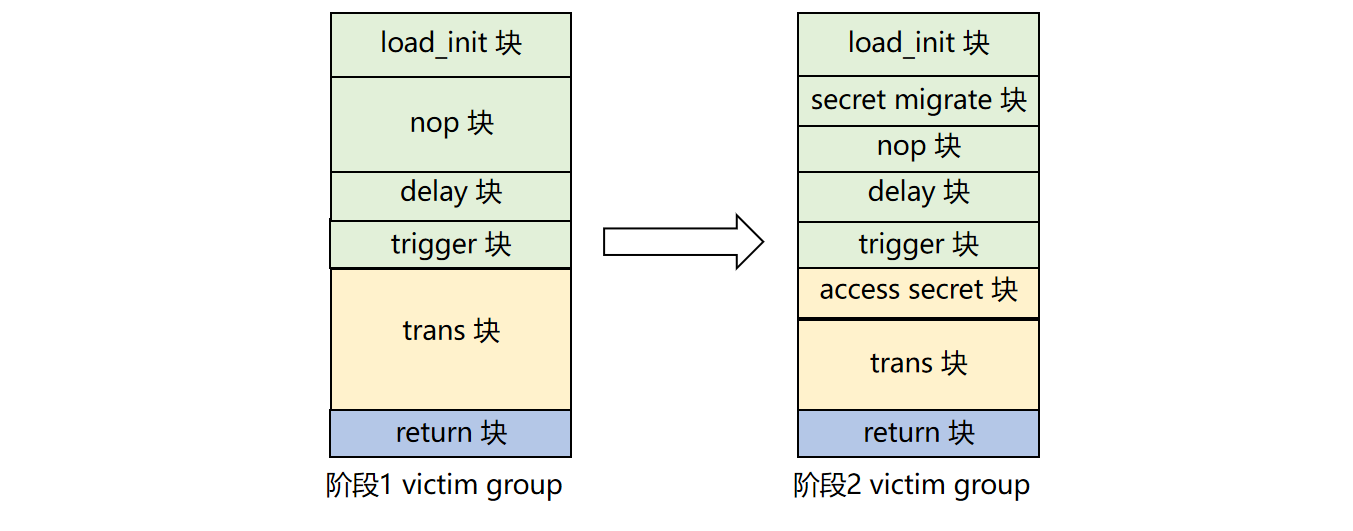 load_init 块
nop 块
delay 块
trigger 块
trans 块
return 块
阶段1 victim group
load_init 块
secret migrate 块
nop 块
delay 块
trigger 块
access secret 块
trans 块
return 块
阶段2 victim group